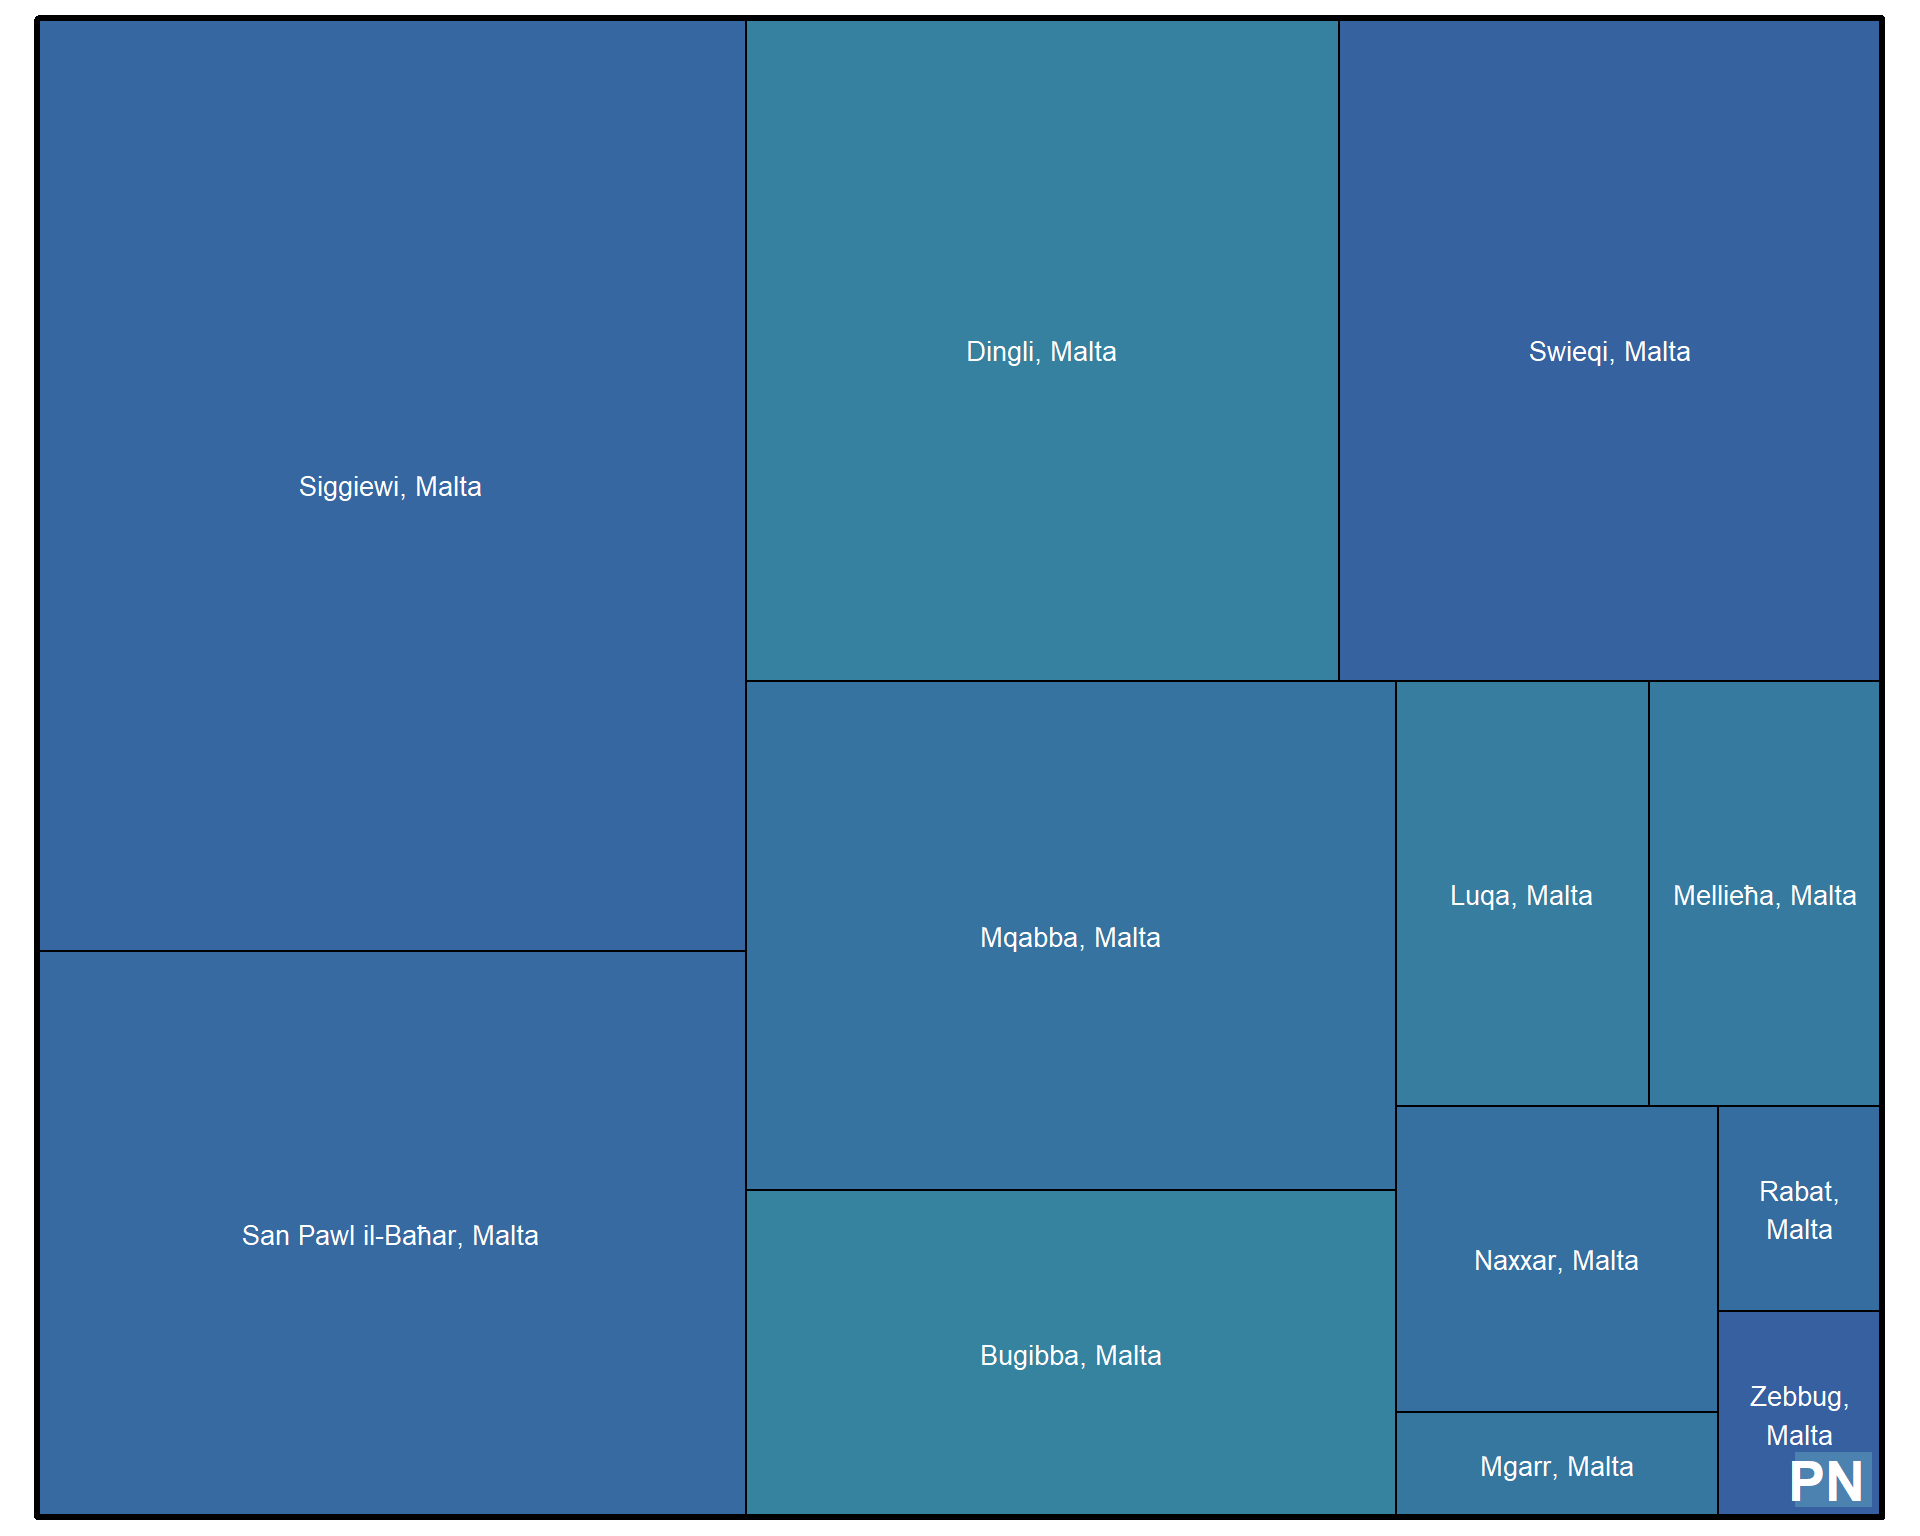 Siggiewi, Malta
Dingli, Malta
Swieqi, Malta
Mqabba, Malta
Luqa, Malta
Mellieħa, Malta
San Pawl il-Baħar, Malta
Bugibba, Malta
Naxxar, Malta
Rabat,
Malta
Mgarr, Malta
Zebbug,
Malta
PN